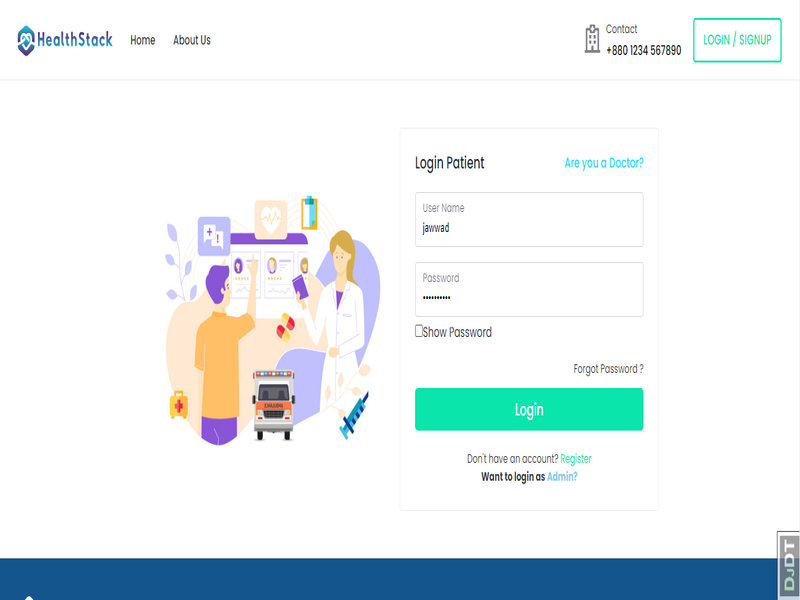 HealthStack
Home
About Us
Contact
+880 1234 567890
LOGIN / SIGNUP
Login Patient
Are you a Doctor?
User Name
jawwad
Password
••••••••••
Show Password
Forgot Password ?
Login
Don't have an account? Register
Want to login as Admin?
DJDT